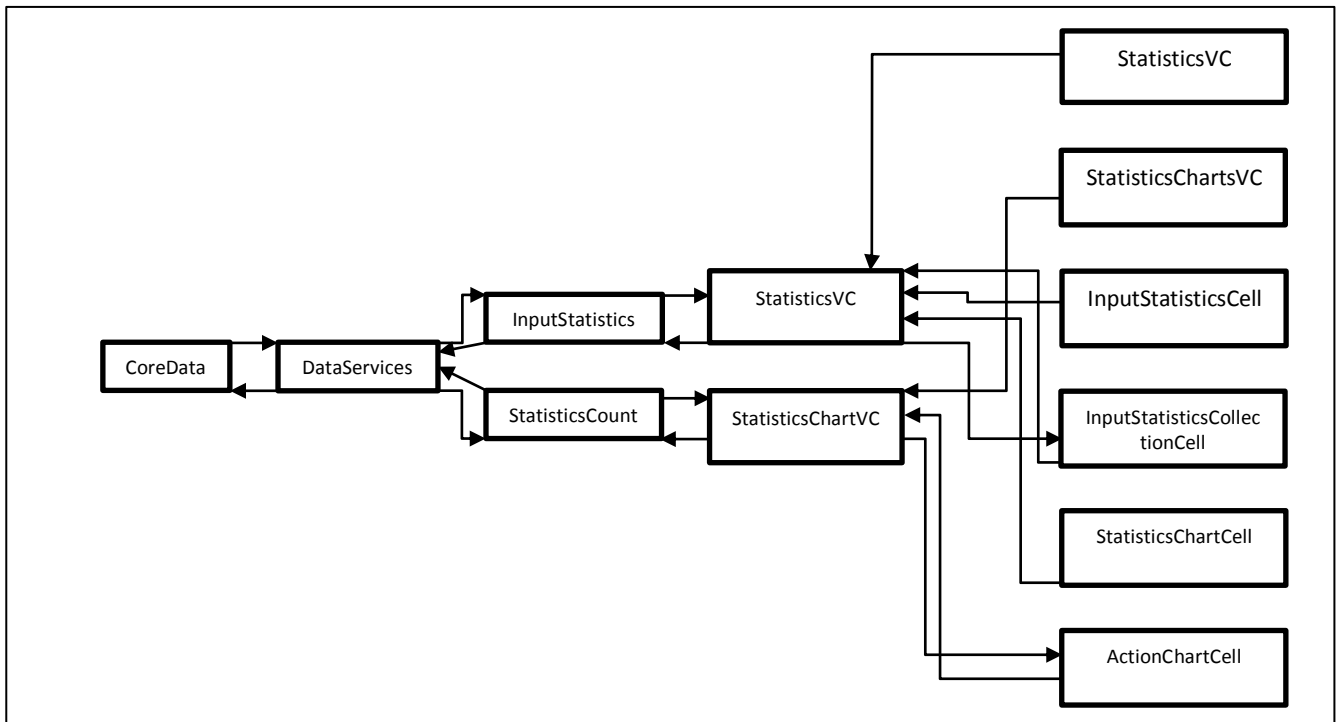 StatisticsVC
StatisticsChartsVC
StatisticsVC
InputStatisticsCell
InputStatistics
CoreData
DataServices
StatisticsCount
StatisticsChartVC
InputStatisticsCollec
tionCell
StatisticsChartCell
ActionChartCell